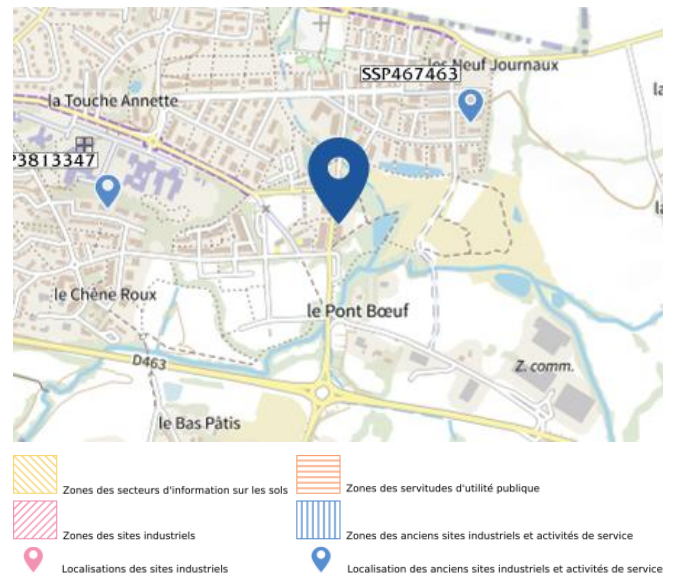 SSP467463
les Neuf Journaux
la Touche Annette
la
P3813347
la
le Chêne Roux
le Pont Bœuf
D463
Z. comm.
le Bas Pâtis
Zones des secteurs d'information sur les sols
Zones des servitudes d'utilité publique
Zones des sites industriels
Zones des anciens sites industriels et activités de service
Localisations des sites industriels
Localisation des anciens sites industriels et activités de service